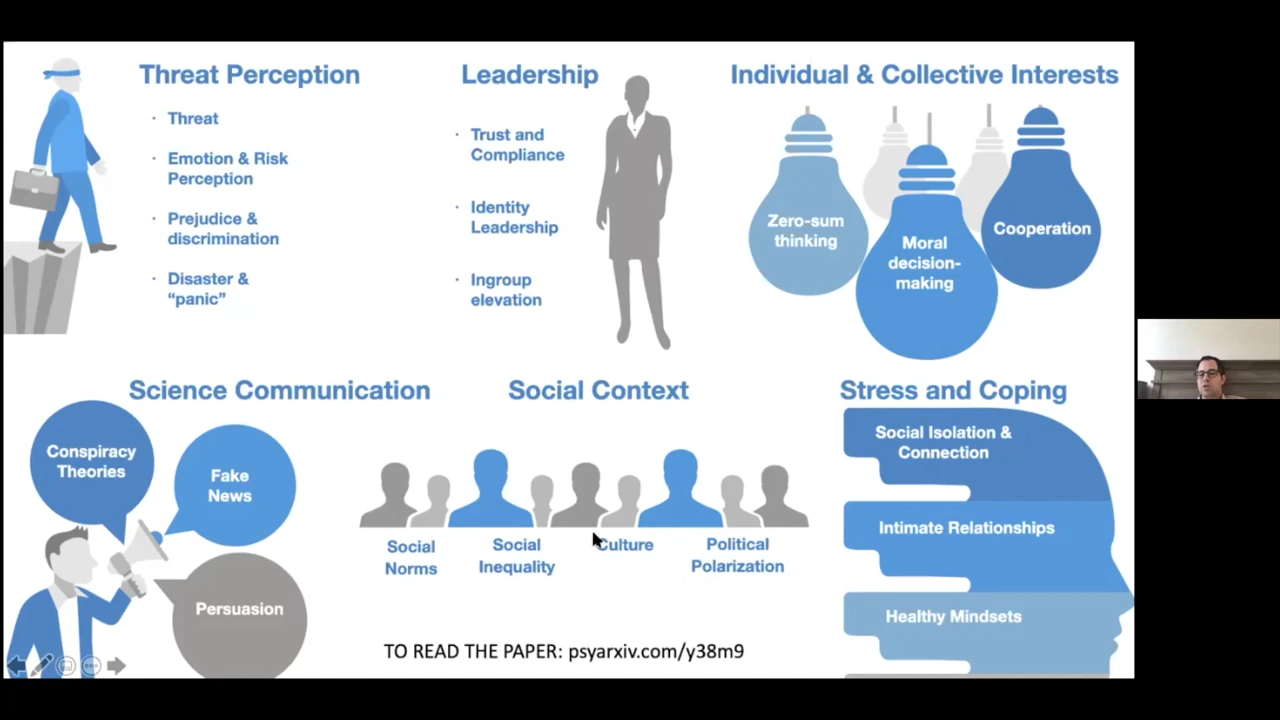 Threat Perception
· Threat
· Emotion & Risk
Perception
· Prejudice &
discrimination
· Disaster &
“panic”
Leadership
· Trust and
Compliance
· Identity
Leadership
· Ingroup
elevation
Individual & Collective Interests
Zero-sum
thinking
Moral
decision-
making
Cooperation
Science Communication
Conspiracy
Theories
Fake
News
Persuasion
Social Context
Social
Norms
Social
Inequality
Culture
Political
Polarization
Stress and Coping
Social Isolation &
Connection
Intimate Relationships
Healthy Mindsets
TO READ THE PAPER: psyarxiv.com/y38m9